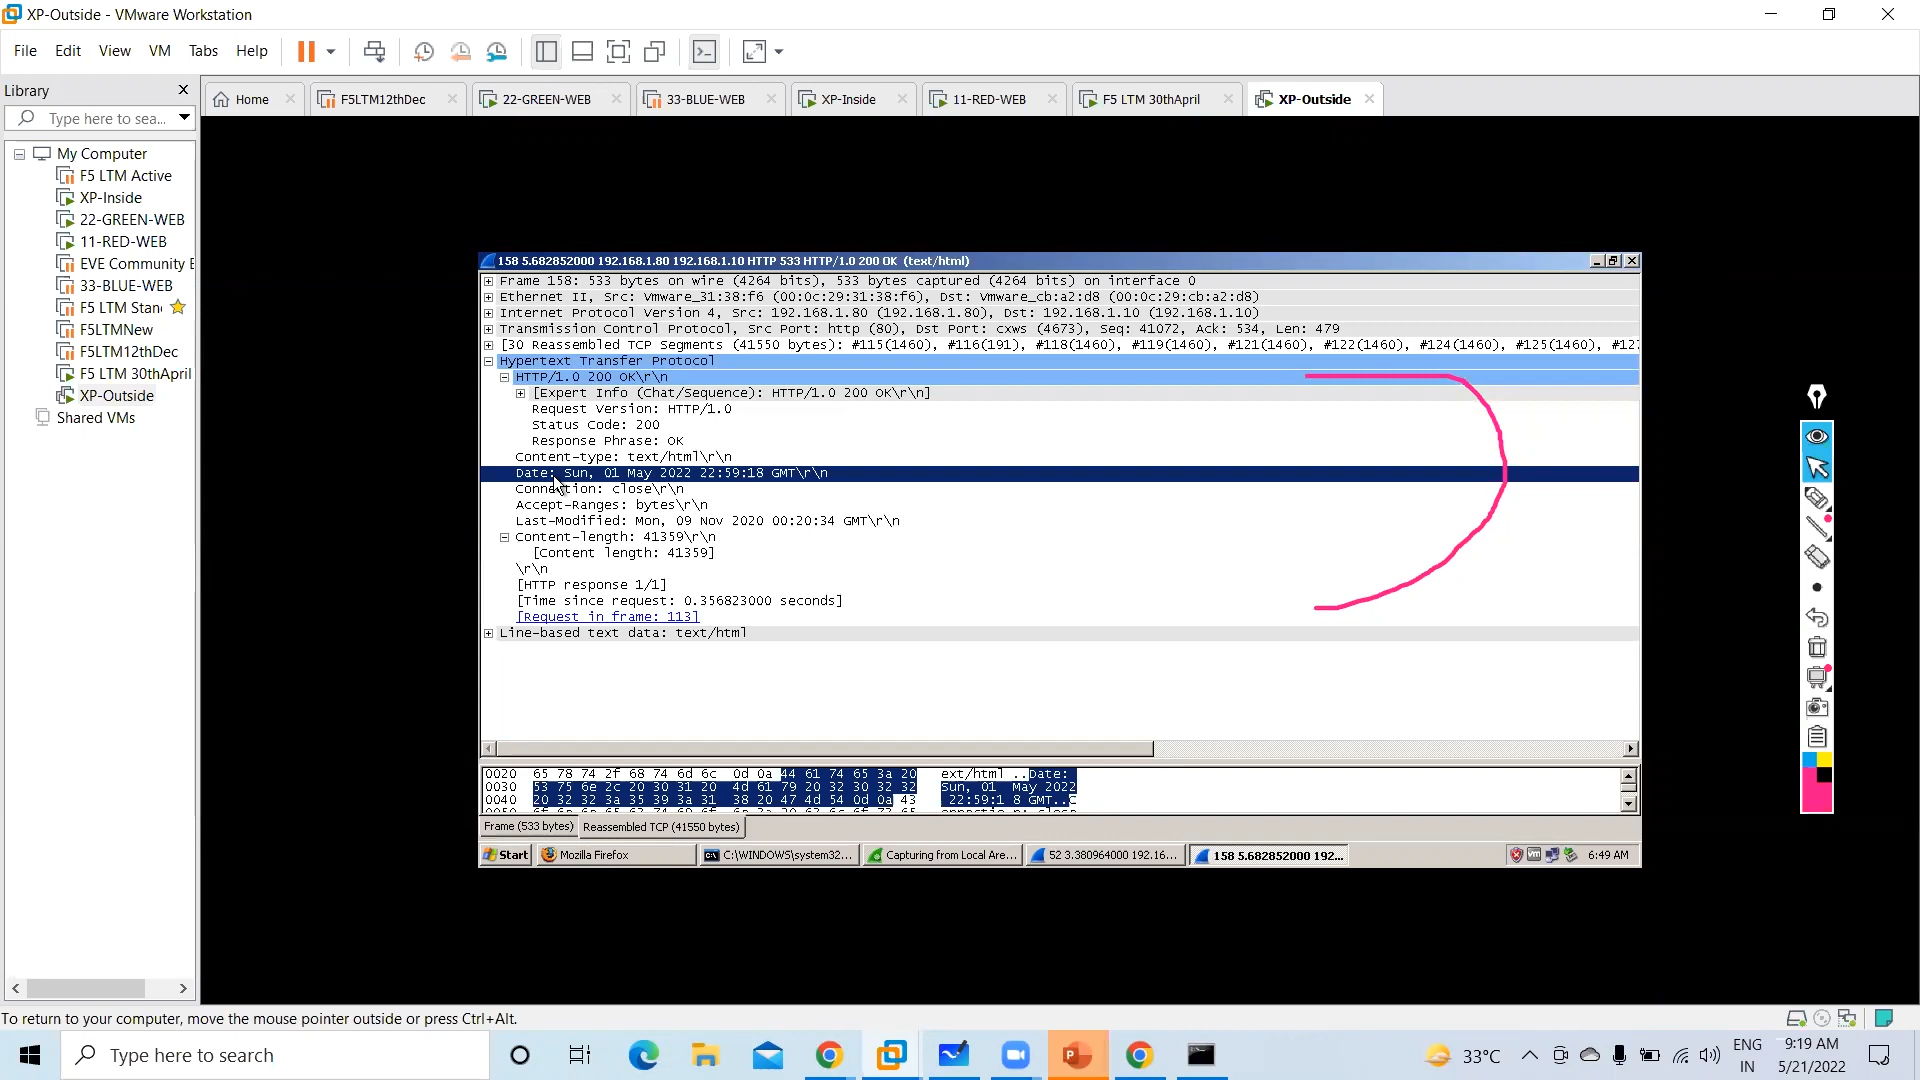 XP-Outside - VMware Workstation
File Edit View VM Tabs Help
Library
Type here to sea...
Home
F5LTM12thDec
22-GREEN-WEB
33-BLUE-WEB
XP-Inside
11-RED-WEB
F5 LTM 30thApril
XP-Outside
My Computer
F5 LTM Active
XP-Inside
22-GREEN-WEB
11-RED-WEB
EVE Community E
33-BLUE-WEB
F5 LTM Stan
F5LTMNew
F5LTM12thDec
F5 LTM 30thApril
XP-Outside
Shared VMs
158 5.682852000 192.168.1.80 192.168.1.10 HTTP 533 HTTP/1.0 200 OK (text/html)
Frame 158: 533 bytes on wire (4264 bits), 533 bytes captured (4264 bits) on interface 0
Ethernet II, Src: Vmware_31:38:f6 (00:0c:29:31:38:f6), Dst: Vmware_cb:a2:d8 (00:0c:29:cb:a2:d8)
Internet Protocol Version 4, Src: 192.168.1.80 (192.168.1.80), Dst: 192.168.1.10 (192.168.1.10)
Transmission Control Protocol, Src Port: http (80), Dst Port: cxws (4673), Seq: 41072, Ack: 534, Len: 479
[30 Reassembled TCP Segments (41550 bytes): #115(1460), #116(191), #118(1460), #119(1460), #121(1460), #122(1460), #124(1460), #125(1460), #127
Hypertext Transfer Protocol
HTTP/1.0 200 OK\r\n
[Expert Info (Chat/Sequence): HTTP/1.0 200 OK\r\n]
Request Version: HTTP/1.0
Status Code: 200
Response Phrase: OK
Content-type: text/html\r\n
Date: Sun, 01 May 2022 22:59:18 GMT\r\n
Connection: close\r\n
Accept-Ranges: bytes\r\n
Last-Modified: Mon, 09 Nov 2020 00:20:34 GMT\r\n
Content-length: 41359\r\n
[Content length: 41359]
\r\n
[HTTP response 1/1]
[Time since request: 0.356823000 seconds]
[Request in frame: 113]
Line-based text data: text/html
0020 65 78 74 2f 68 74 6d 6c 0d 0a 44 61 74 65 3a 20 ext/html ..Date:
0030 53 75 6e 2c 20 30 31 20 4d 61 79 20 32 30 32 32 Sun, 01 May 2022
0040 20 32 32 3a 35 39 3a 31 38 20 47 4d 54 0d 0a 43 22:59:1 8 GMT..C
Frame (533 bytes) Reassembled TCP (41550 bytes)
Start
Mozilla Firefox
C:\WINDOWS\system32...
Capturing from Local Are...
52 3.380964000 192.16...
158 5.682852000 192...
6:49 AM
To return to your computer, move the mouse pointer outside or press Ctrl+Alt.
Type here to search
33°C
ENG
IN
9:19 AM
5/21/2022